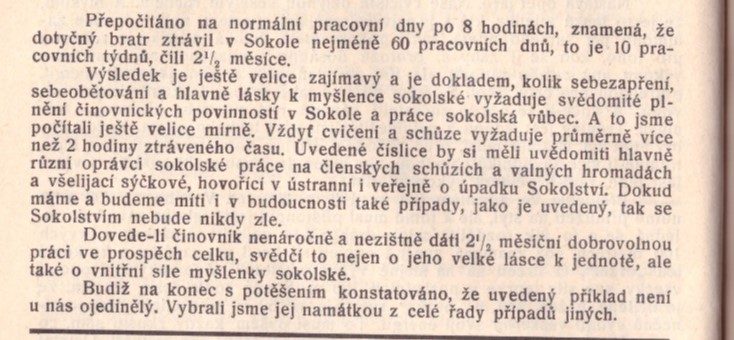 Přepočítáno na normální pracovní dny po 8 hodinách, znamená, že
dotyčný bratr ztrávil v Sokole nejméně 60 pracovních dnů, to je 10 pra-
covních týdnů, čili 2¹/₂ měsíce.
Výsledek je ještě velice zajímavý a je dokladem, kolik sebezapření,
sebeobětování a hlavně lásky k myšlence sokolské vyžaduje svědomité pl-
nění činovnických povinností v Sokole a práce sokolská vůbec. A to jsme
počítali ještě velice mírně. Vždyť cvičení a schůze vyžaduje průměrně více
než 2 hodiny ztráveného času. Uvedené číslice by si měli uvědomiti hlavně
různí oprávci sokolské práce na členských schůzích a valných hromadách
a všelijací sýčkové, hovořící v ústranní i veřejně o úpadku Sokolství. Dokud
máme a budeme míti i v budoucnosti také případy, jako je uvedený, tak se
Sokolstvím nebude nikdy zle.
Dovede-li činovník nenáročně a nezištně dáti 2¹/₂ měsíční dobrovolnou
práci ve prospěch celku, svědčí to nejen o jeho velké lásce k jednotě, ale
také o vnitřní síle myšlenky sokolské.
Budiž na konec s potěšením konstatováno, že uvedený příklad není
u nás ojedinělý. Vybrali jsme jej namátkou z celé řady případů jiných.